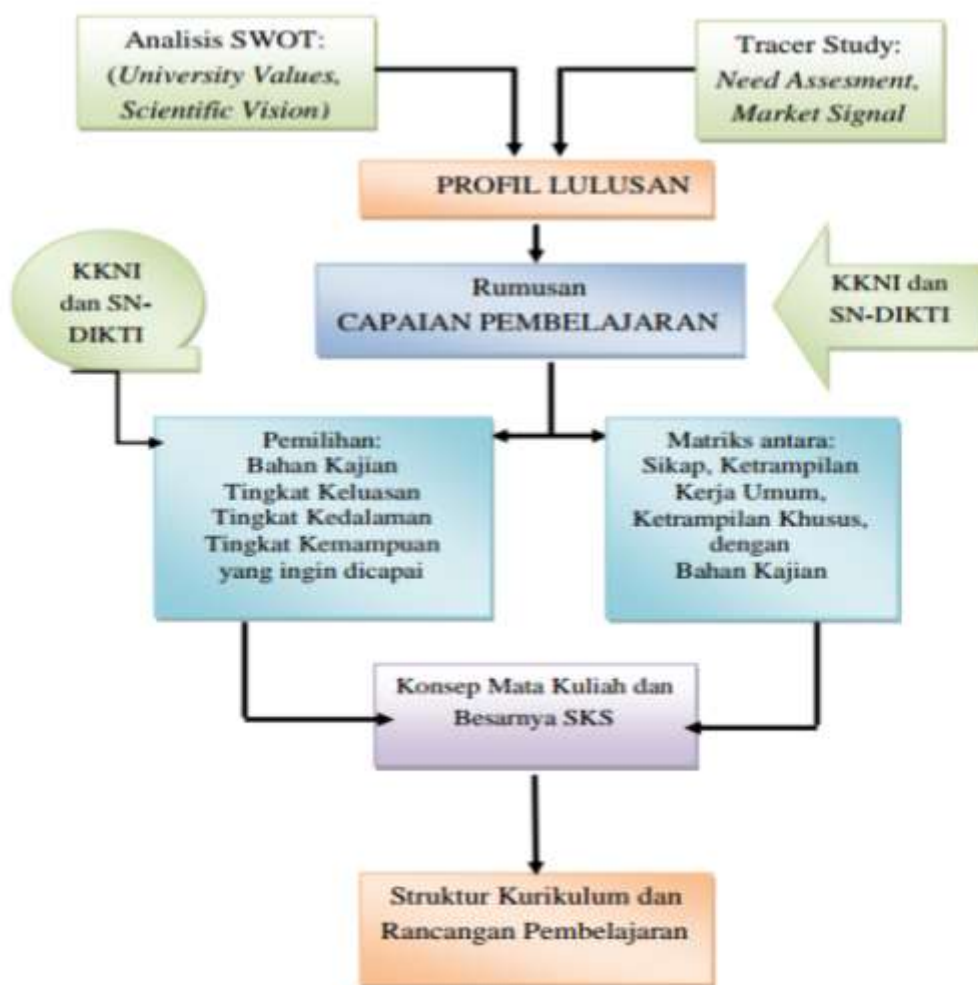 Analisis SWOT:
(University Values,
Scientific Vision)
Tracer Study:
Need Assesment,
Market Signal
PROFIL LULUSAN
KKNI
dan SN-
DIKTI
Rumusan
CAPAIAN PEMBELAJARAN
KKNI dan
SN-DIKTI
Pemilihan:
Bahan Kajian
Tingkat Keluasan
Tingkat Kedalaman
Tingkat Kemampuan
yang ingin dicapai
Matriks antara:
Sikap, Ketrampilan
Kerja Umum,
Ketrampilan Khusus,
dengan
Bahan Kajian
Konsep Mata Kuliah dan
Besarnya SKS
Struktur Kurikulum dan
Rancangan Pembelajaran